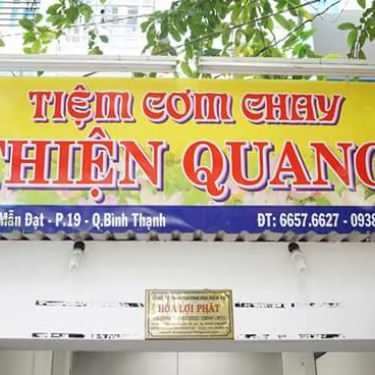 TIỆM CƠM CHAY
THIỆN QUANG
Mẫn Đạt - P.19 - Q.Bình Thạnh
ĐT: 6657.6627 - 0938
HÒA LỢI PHÁT